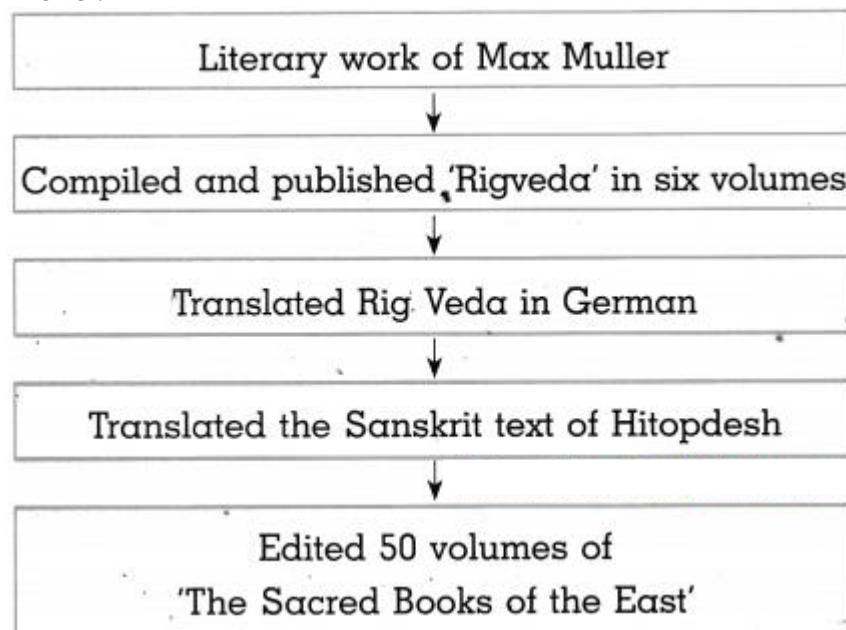 Literary work of Max Muller
Compiled and published 'Rigveda' in six volumes
Translated Rig Veda in German
Translated the Sanskrit text of Hitopdesh
Edited 50 volumes of
'The Sacred Books of the East'